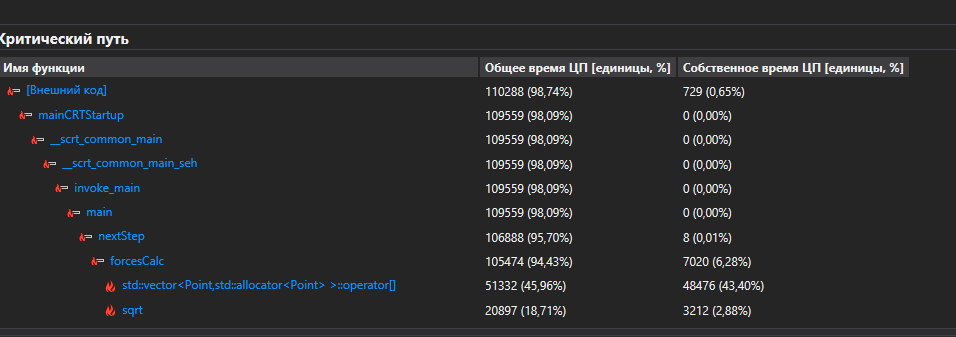 Критический путь
Имя функции Общее время ЦП [единицы, %] Собственное время ЦП [единицы, %]
[Внешний код] 110288 (98,74%) 729 (0,65%)
mainCRTStartup 109559 (98,09%) 0 (0,00%)
__scrt_common_main 109559 (98,09%) 0 (0,00%)
__scrt_common_main_seh 109559 (98,09%) 0 (0,00%)
invoke_main 109559 (98,09%) 0 (0,00%)
main 109559 (98,09%) 0 (0,00%)
nextStep 106888 (95,70%) 8 (0,01%)
forcesCalc 105474 (94,43%) 7020 (6,28%)
std::vector<Point,std::allocator<Point> >::operator[] 51332 (45,96%) 48476 (43,40%)
sqrt 20897 (18,71%) 3212 (2,88%)